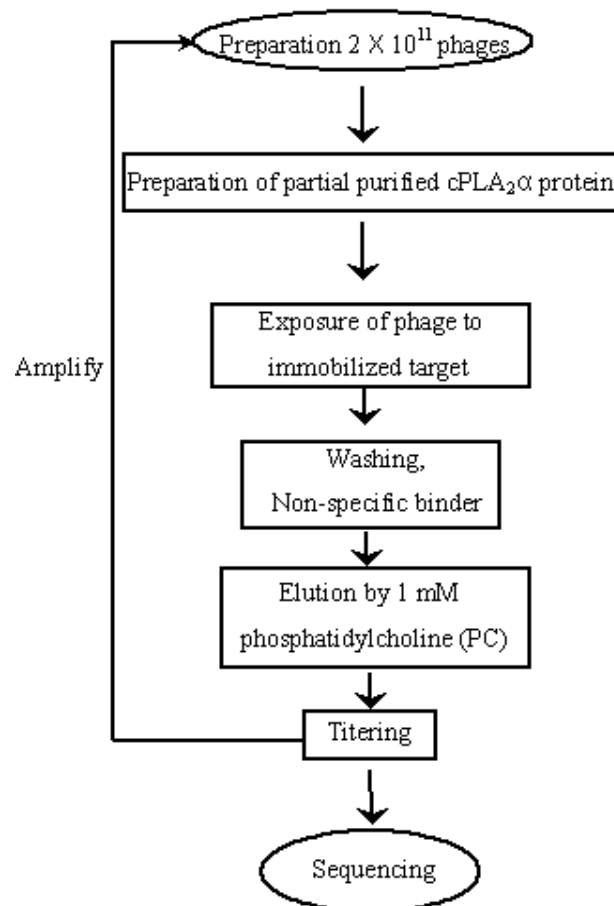 Preparation 2 X 10¹¹ phages
Preparation of partial purified cPLA₂α protein
Exposure of phage to
immobilized target
Amplify
Washing,
Non-specific binder
Elution by 1 mM
phosphatidylcholine (PC)
Titering
Sequencing